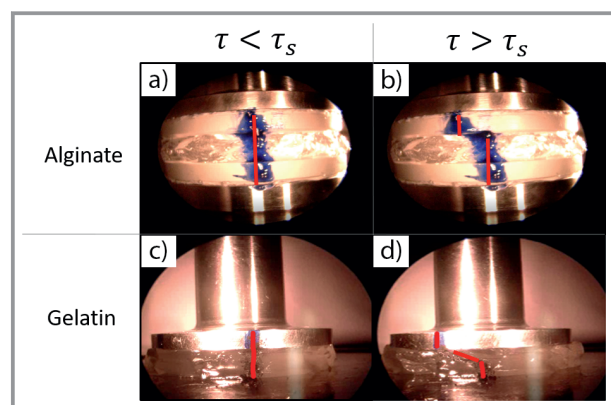 τ < τs
τ > τs
a)
b)
Alginate
c)
d)
Gelatin